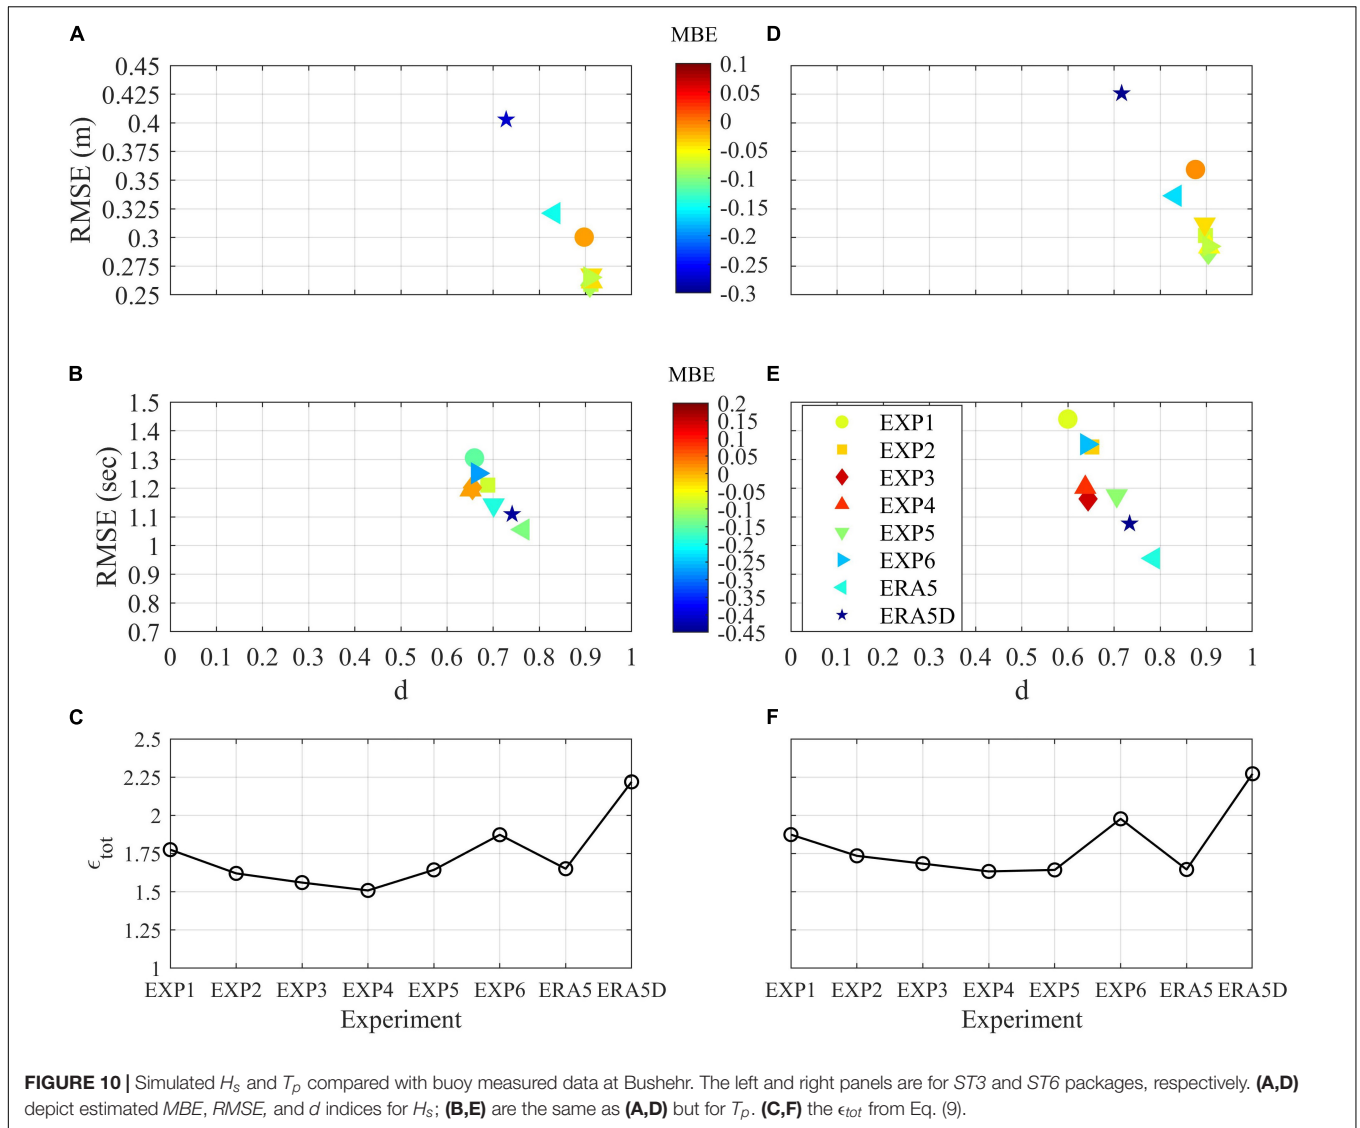 A
MBE
D
0.45
0.425
0.4
0.375
0.35
0.325
0.3
0.275
0.25
RMSE (m)
0.1
0.05
0
-0.05
-0.1
-0.15
-0.2
-0.25
-0.3
B
MBE
E
1.5
1.4
1.3
1.2
1.1
1
0.9
0.8
0.7
RMSE (sec)
0 0.1 0.2 0.3 0.4 0.5 0.6 0.7 0.8 0.9 1
d
0.2
0.15
0.1
0.05
0
-0.05
-0.1
-0.15
-0.2
-0.25
-0.3
-0.35
-0.4
-0.45
EXP1
EXP2
EXP3
EXP4
EXP5
EXP6
ERA5
ERA5D
0 0.1 0.2 0.3 0.4 0.5 0.6 0.7 0.8 0.9 1
d
C
F
2.5
2.25
2
1.75
1.5
1.25
1
ϵtot
EXP1 EXP2 EXP3 EXP4 EXP5 EXP6 ERA5 ERA5D
Experiment
EXP1 EXP2 EXP3 EXP4 EXP5 EXP6 ERA5 ERA5D
Experiment
FIGURE 10 | Simulated Hs and Tp compared with buoy measured data at Bushehr. The left and right panels are for ST3 and ST6 packages, respectively. (A,D)
depict estimated MBE, RMSE, and d indices for Hs; (B,E) are the same as (A,D) but for Tp. (C,F) the ϵtot from Eq. (9).